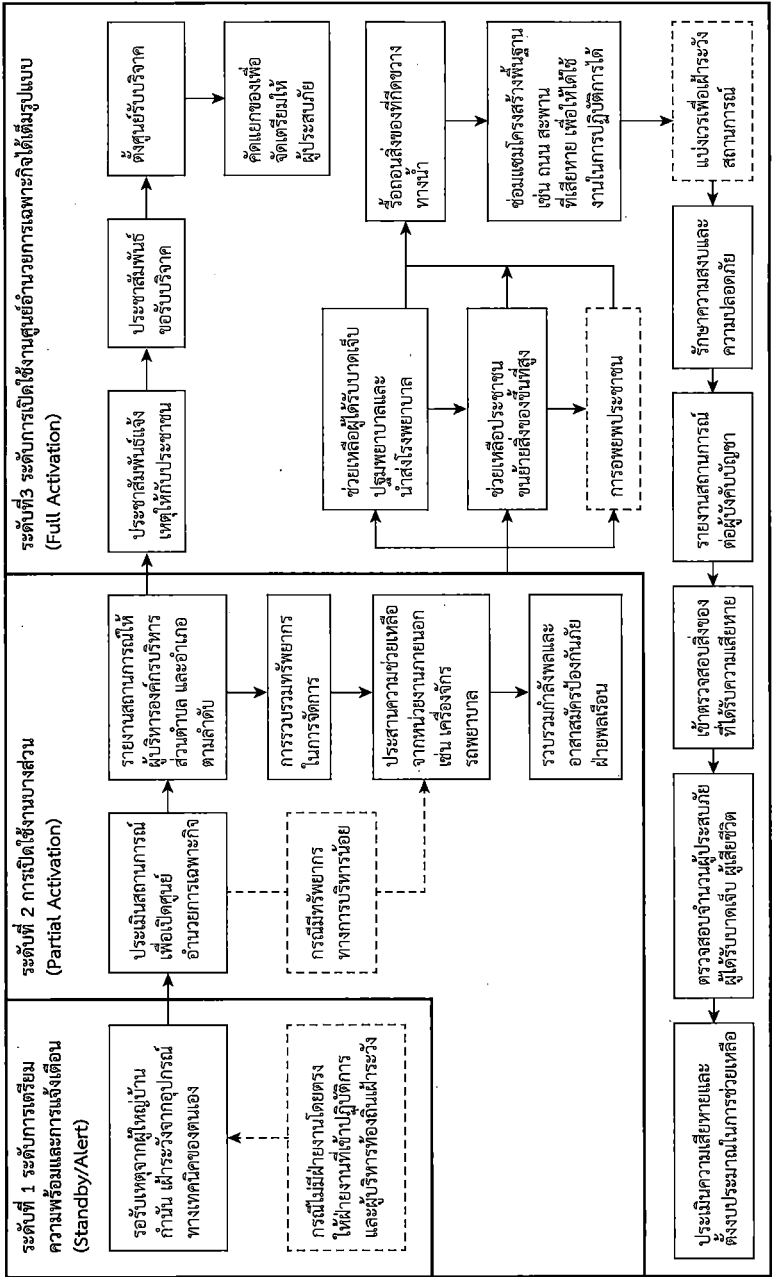 ระดับที่ 1 ระดับการเตรียม
ความพร้อมและการแจ้งเตือน
(Standby/Alert)
รอรับเหตุจากผู้ใหญ่บ้าน
กำนัน เฝ้าระวังจากอุปกรณ์
ทางเทคนิคของตนเอง
กรณีไม่มีฝ่ายงานโดยตรง
ให้ฝ่ายงานที่เข้าปฏิบัติการ
และผู้บริหารท้องถิ่นเฝ้าระวัง
ระดับที่ 2 การเปิดใช้งานบางส่วน
(Partial Activation)
ประเมินสถานการณ์
เพื่อเปิดศูนย์
อำนวยการเฉพาะกิจ
กรณีมีทรัพยากร
ทางการบริหารน้อย
รายงานสถานการณ์ให้
ผู้บริหารองค์กรบริหาร
ส่วนตำบล และอำเภอ
ตามลำดับ
การรวบรวมทรัพยากร
ในการจัดการ
ประสานความช่วยเหลือ
จากหน่วยงานภายนอก
เช่น เครื่องจักร
รถพยาบาล
รวบรวมกำลังพลและ
อาสาสมัครป้องกันภัย
ฝ่ายพลเรือน
ระดับที่3 ระดับการเปิดใช้งานศูนย์อำนวยการเฉพาะกิจได้เต็มรูปแบบ
(Full Activation)
ประชาสัมพันธ์แจ้ง
เหตุให้กับประชาชน
ประชาสัมพันธ์
ขอรับบริจาค
ตั้งศูนย์รับบริจาค
คัดแยกของเพื่อ
จัดเตรียมให้
ผู้ประสบภัย
ช่วยเหลือผู้ได้รับบาดเจ็บ
ปฐมพยาบาลและ
นำส่งโรงพยาบาล
ช่วยเหลือประชาชน
ขนย้ายสิ่งของขึ้นที่สูง
การอพยพประชาชน
รื้อถอนสิ่งของที่กีดขวาง
ทางน้ำ
ซ่อมแซมโครงสร้างพื้นฐาน
เช่น ถนน สะพาน
ที่เสียหาย เพื่อให้ได้ใช้
งานในการปฏิบัติการได้
แบ่งเวรเพื่อเฝ้าระวัง
สถานการณ์
รักษาความสงบและ
ความปลอดภัย
รายงานสถานการณ์
ต่อผู้บังคับบัญชา
เข้าตรวจสอบสิ่งของ
ที่ได้รับความเสียหาย
ตรวจสอบจำนวนผู้ประสบภัย
ผู้ได้รับบาดเจ็บ ผู้เสียชีวิต
ประเมินความเสียหายและ
ตั้งงบประมาณในการช่วยเหลือ